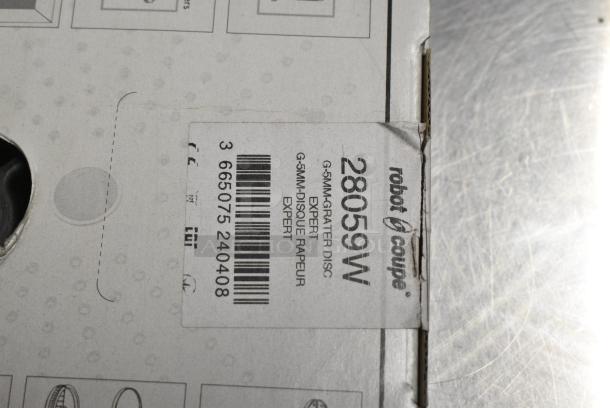 robot coupe®
28059W
G-5MM-GRATER DISC
EXPERT
G-5MM-DISQUE RAPEUR
EXPERT
3 665075 240408